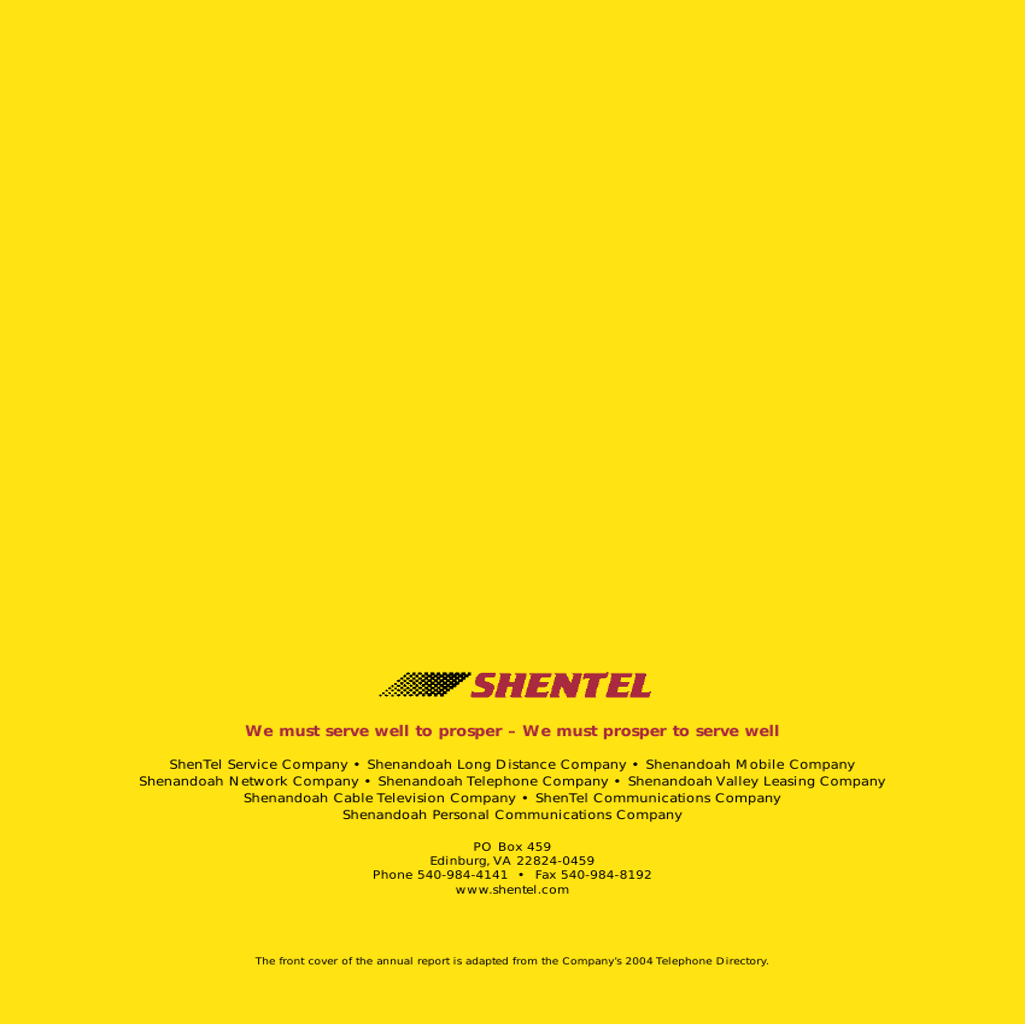 SHENTEL
We must serve well to prosper – We must prosper to serve well
ShenTel Service Company • Shenandoah Long Distance Company • Shenandoah Mobile Company
Shenandoah Network Company • Shenandoah Telephone Company • Shenandoah Valley Leasing Company
Shenandoah Cable Television Company • ShenTel Communications Company
Shenandoah Personal Communications Company
PO Box 459
Edinburg, VA 22824-0459
Phone 540-984-4141 • Fax 540-984-8192
www.shentel.com
The front cover of the annual report is adapted from the Company's 2004 Telephone Directory.